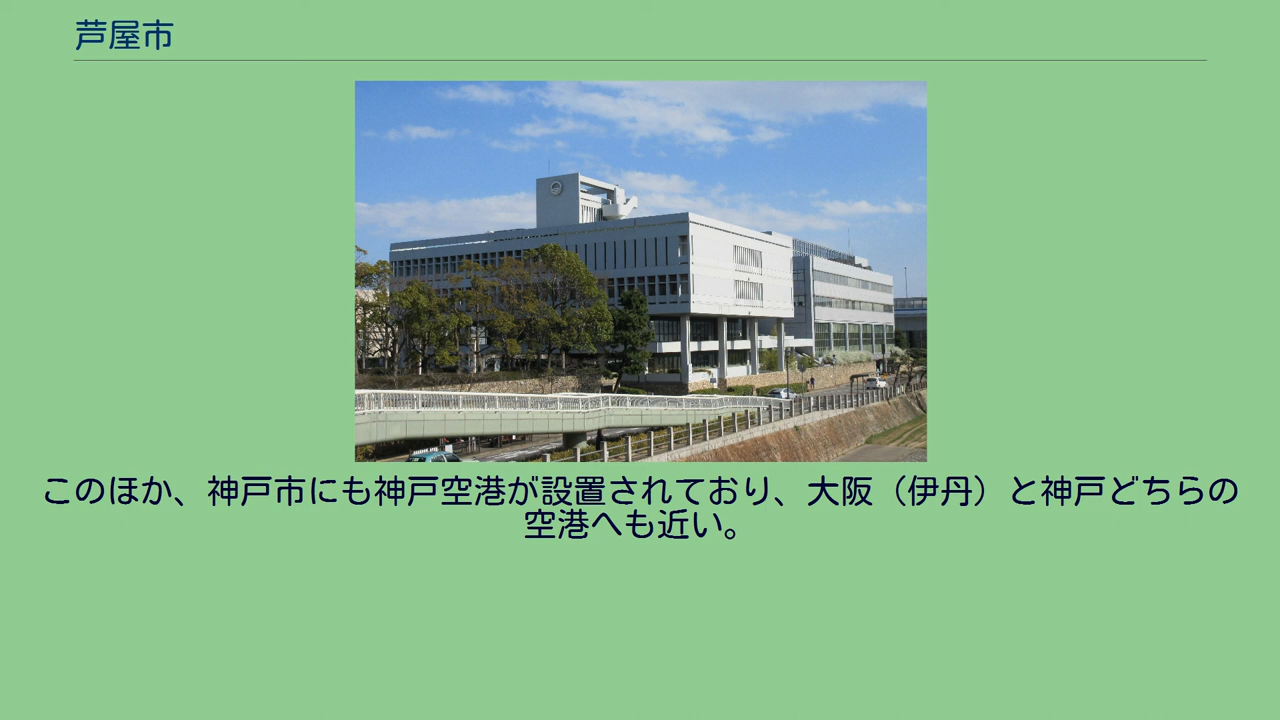 芦屋市
このほか、神戸市にも神戸空港が設置されており、大阪（伊丹）と神戸どちらの
空港へも近い。